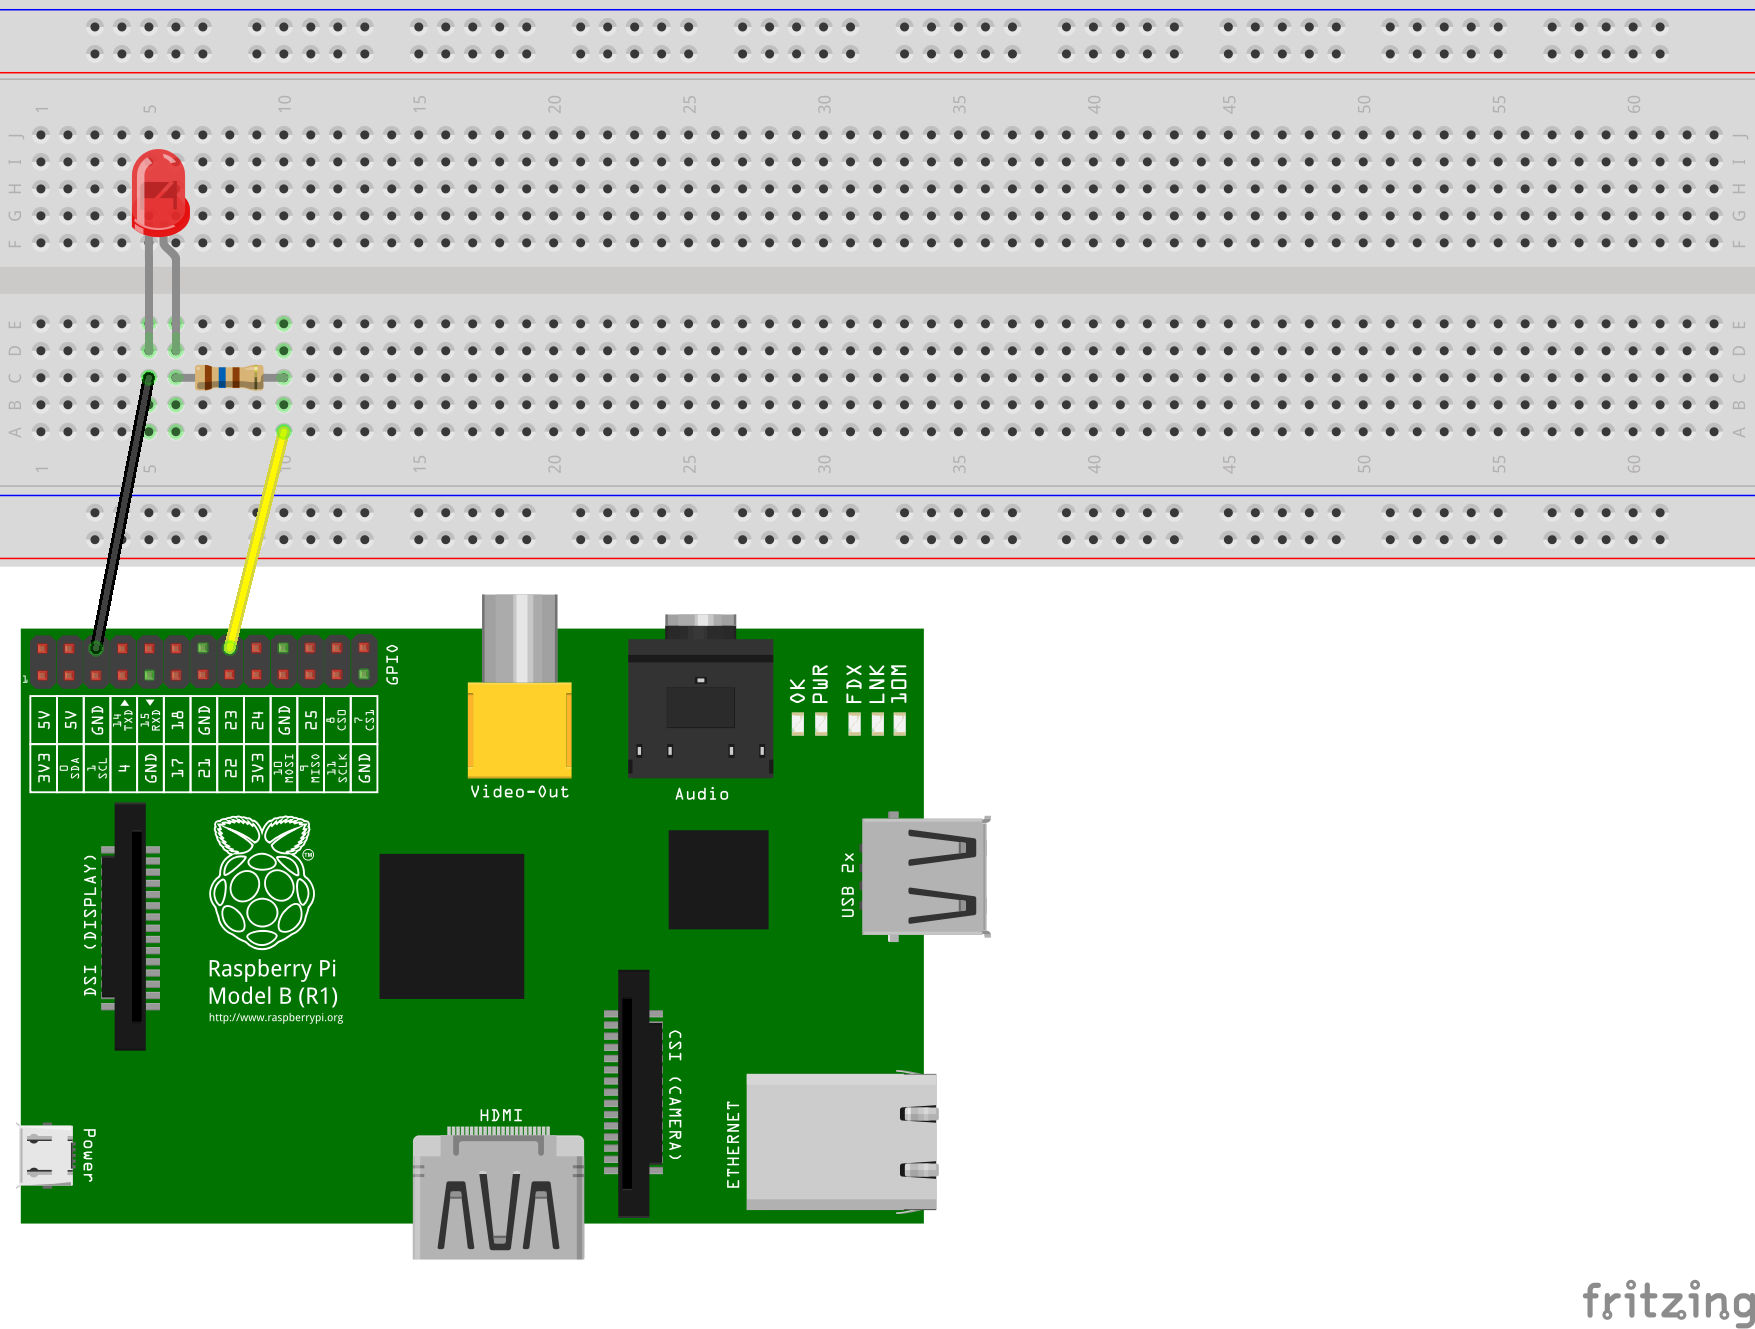 1 5 10 15 20 25 30 35 40 45 50 55 60
J J
I I
H H
G G
F F
E E
D D
C C
B B
A A
1 5 10 15 20 25 30 35 40 45 50 55 60
GPIO
1
5V 5V GND 14 TXD 15 RXD 18 GND 23 24 GND 25 8 CS0 7 CS1
3V3 0 SDA 1 SCL 4 GND 17 21 22 3V3 10 MOSI 9 MISO 11 SCLK GND
Video-Out
Audio
OK
PWR
FDX
LNK
10M
USB 2x
DSI (DISPLAY)
TM
Raspberry Pi
Model B (R1)
http://www.raspberrypi.org
CSI (CAMERA)
HDMI
ETHERNET
Power
fritzing